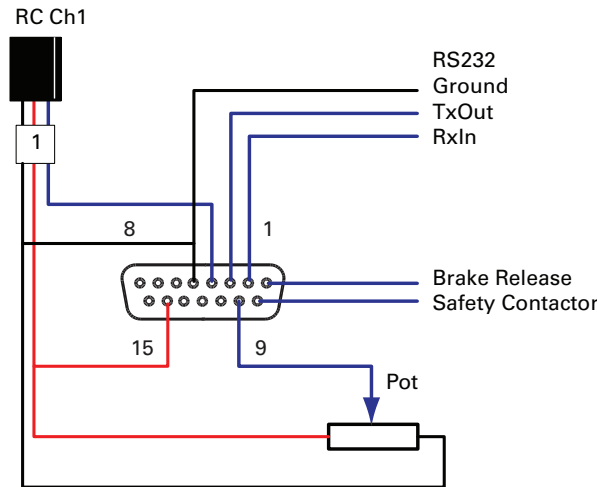 RC Ch1
RS232
Ground
TxOut
RxIn
1
8
1
Brake Release
Safety Contactor
15
9
Pot